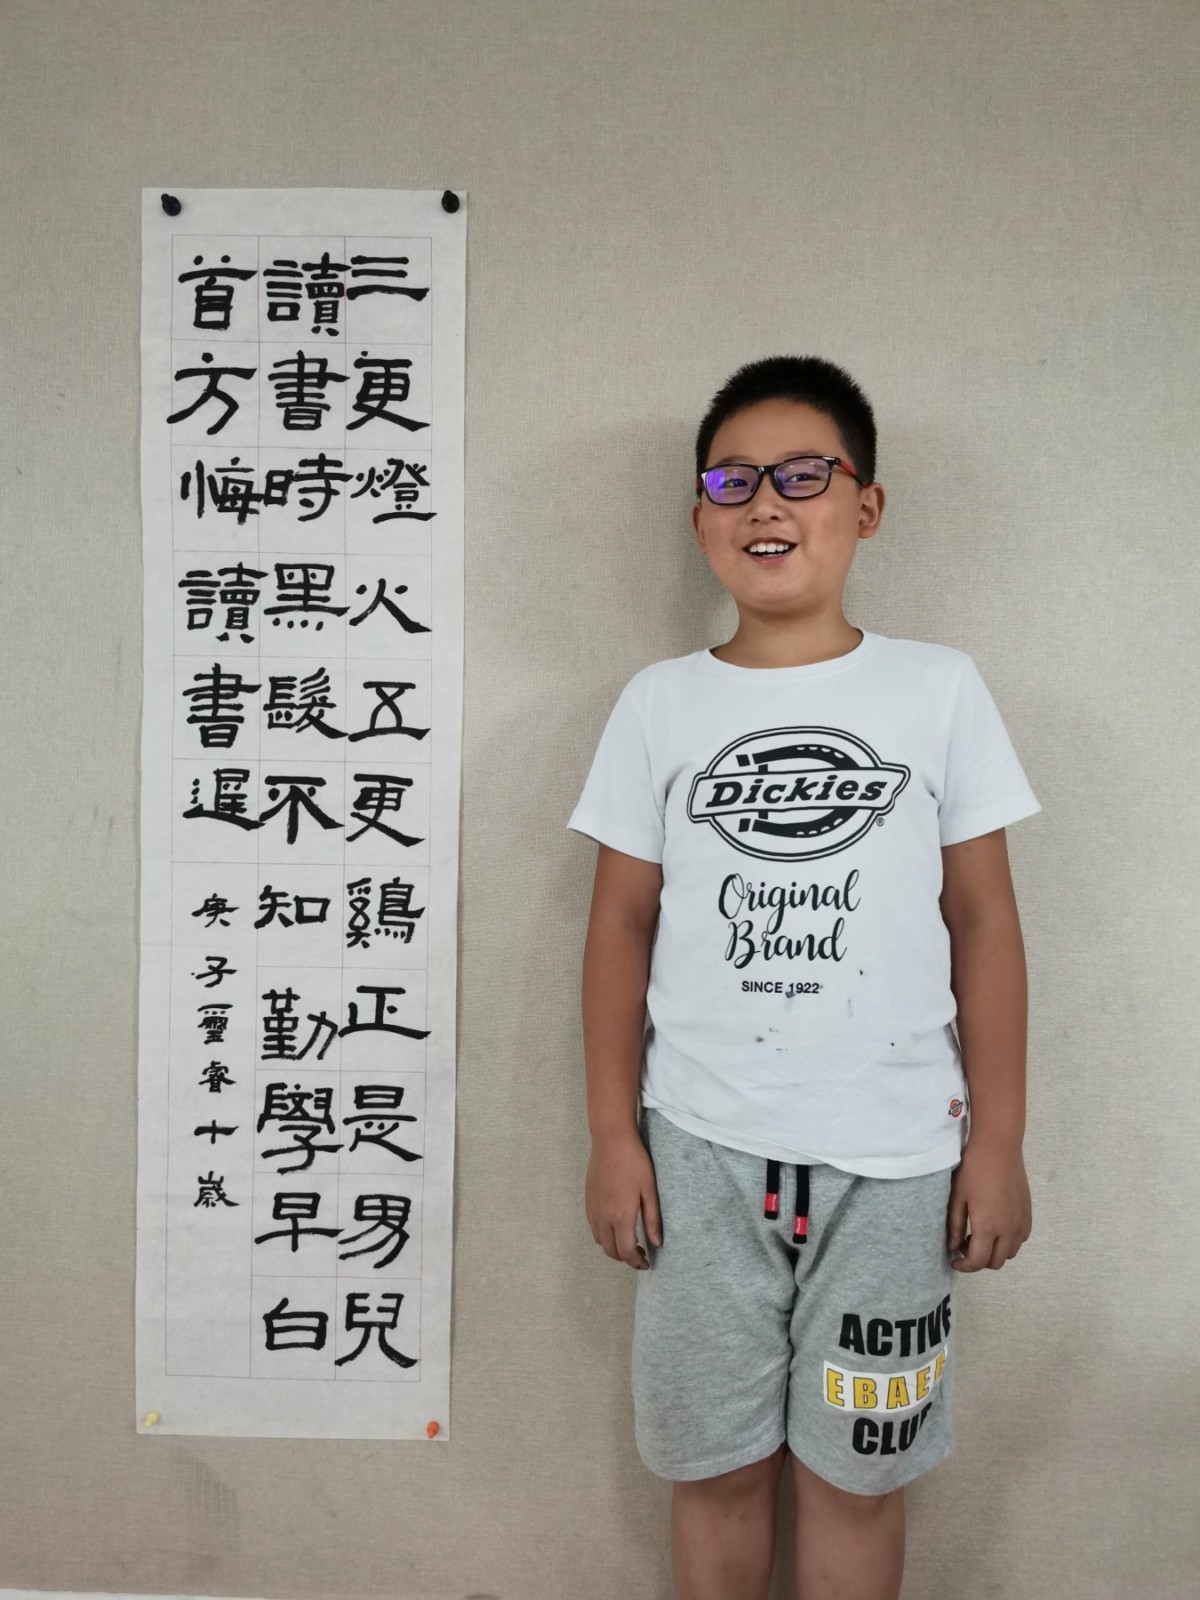 三更燈火五更鷄正是男兒
讀書時黑髮不知勤學早白
首方悔讀書遲
庚子璽睿十歲
Dickies®
Original
Brand
SINCE 1922
ACTIVE